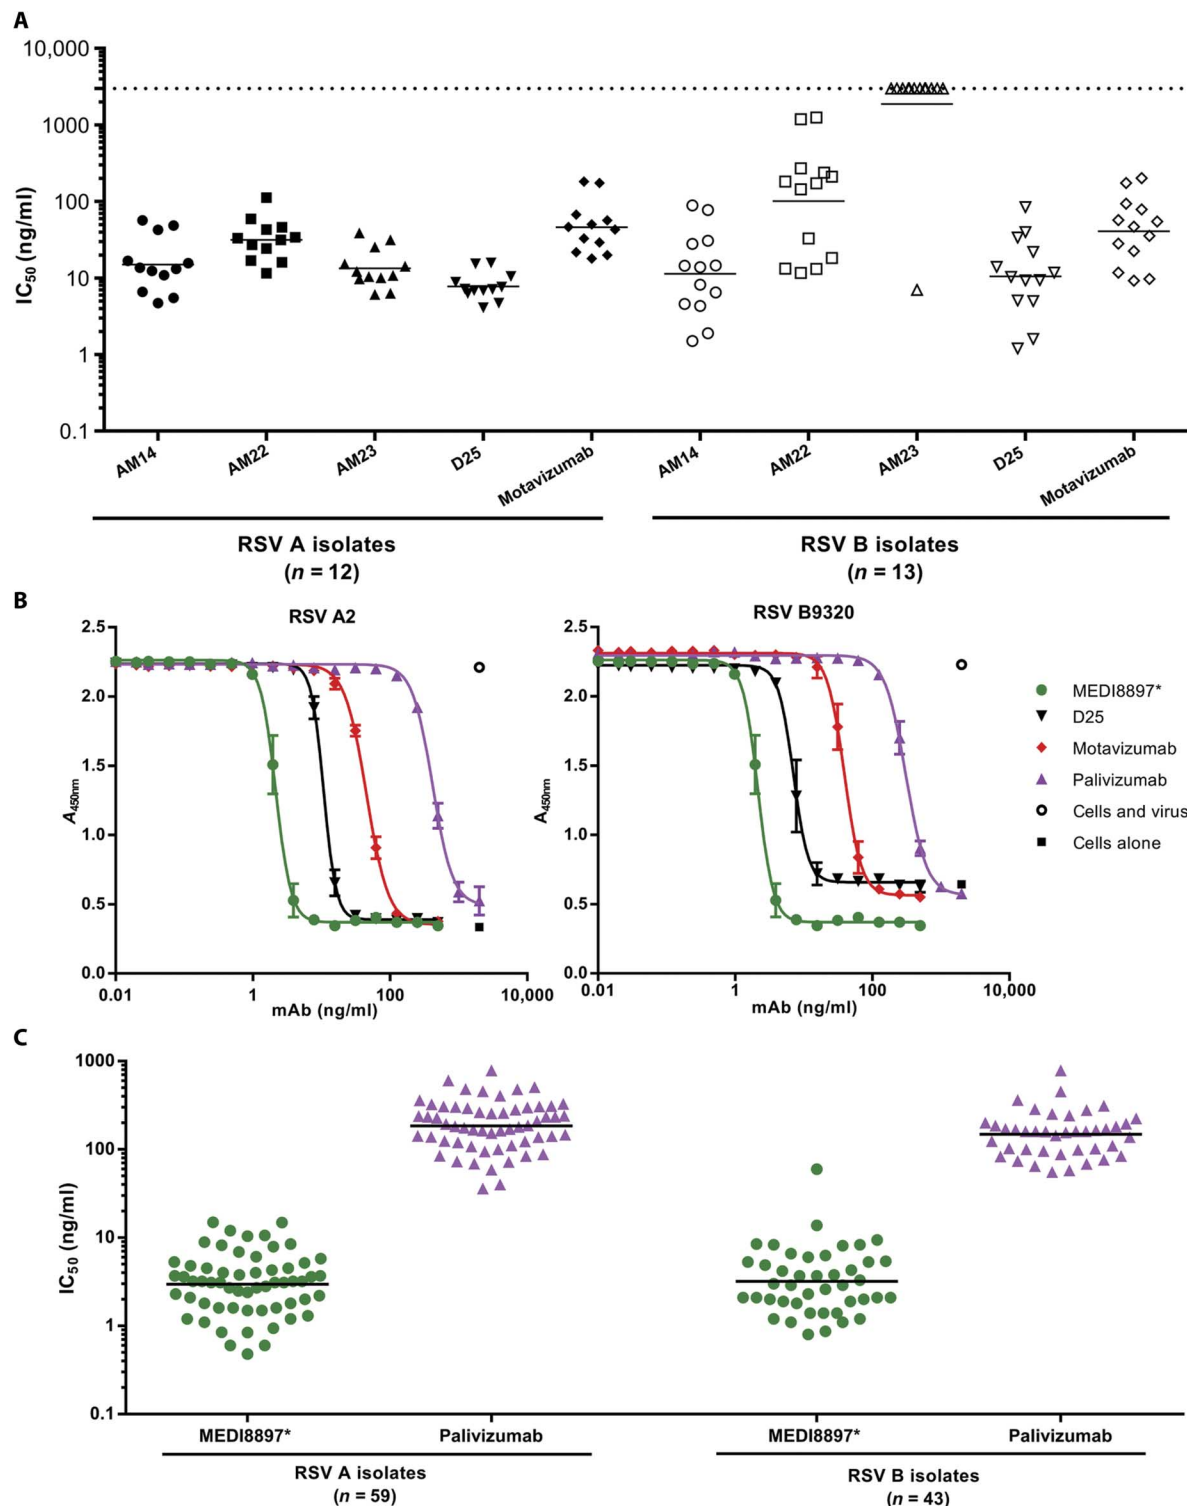 A
10,000
1000
100
10
1
0.1
IC50 (ng/ml)
AM14
AM22
AM23
D25
Motavizumab
AM14
AM22
AM23
D25
Motavizumab
RSV A isolates
(n = 12)
RSV B isolates
(n = 13)
B
RSV A2
2.5
2.0
1.5
1.0
0.5
0.0
A450nm
0.01
1
100
10,000
mAb (ng/ml)
RSV B9320
2.5
2.0
1.5
1.0
0.5
0.0
A450nm
0.01
1
100
10,000
mAb (ng/ml)
MEDI8897*
D25
Motavizumab
Palivizumab
Cells and virus
Cells alone
C
1000
100
10
1
0.1
IC50 (ng/ml)
MEDI8897*
Palivizumab
MEDI8897*
Palivizumab
RSV A isolates
(n = 59)
RSV B isolates
(n = 43)